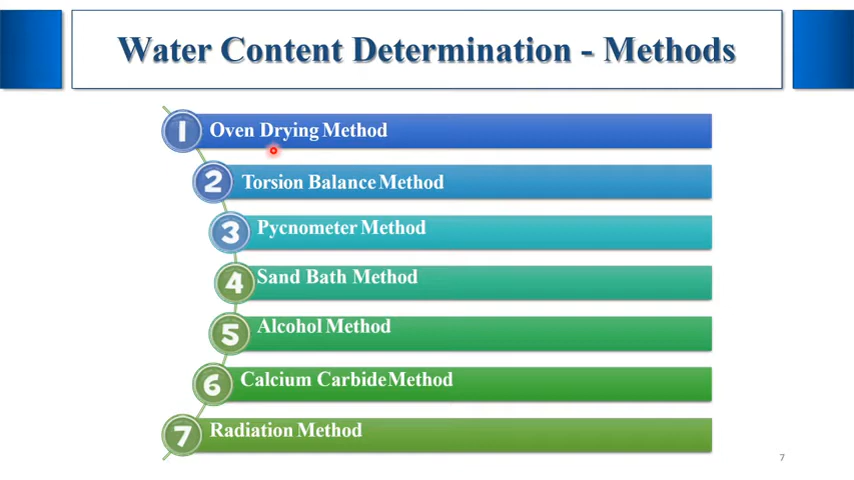 Water Content Determination - Methods
1 Oven Drying Method
2 Torsion Balance Method
3 Pycnometer Method
4 Sand Bath Method
5 Alcohol Method
6 Calcium Carbide Method
7 Radiation Method
7